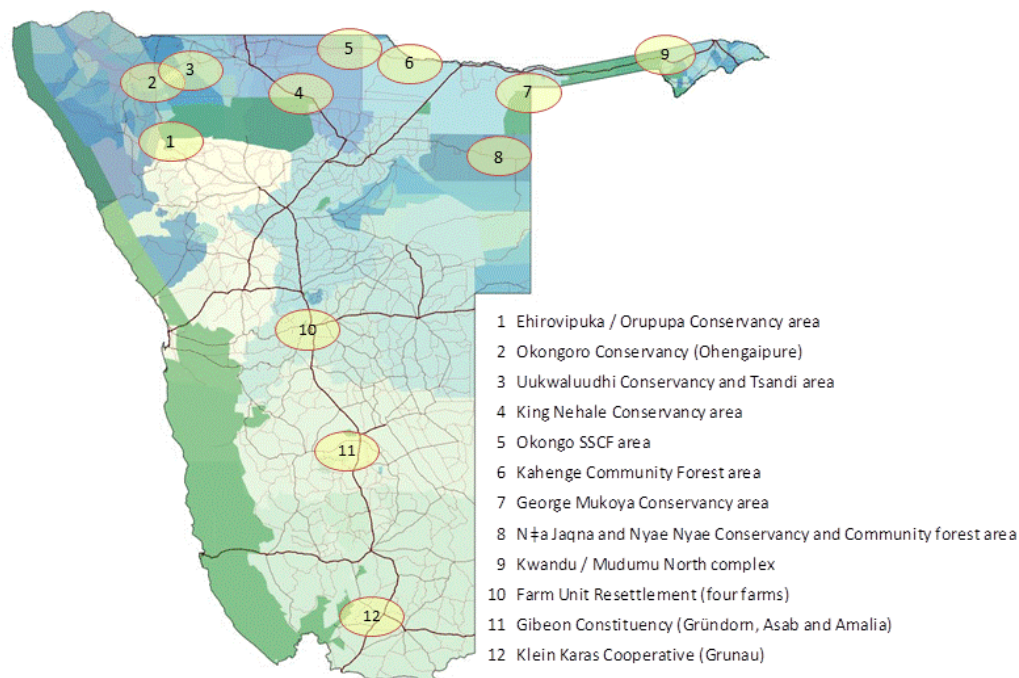 5
9
6
3
2
4
7
1
8
10
11
12
1 Ehirovipuka / Orupupa Conservancy area
2 Okongoro Conservancy (Ohengaipure)
3 Uukwaluudhi Conservancy and Tsandi area
4 King Nehale Conservancy area
5 Okongo SSCF area
6 Kahenge Community Forest area
7 George Mukoya Conservancy area
8 Nǂa Jaqna and Nyae Nyae Conservancy and Community forest area
9 Kwandu / Mudumu North complex
10 Farm Unit Resettlement (four farms)
11 Gibeon Constituency (Gründorn, Asab and Amalia)
12 Klein Karas Cooperative (Grunau)